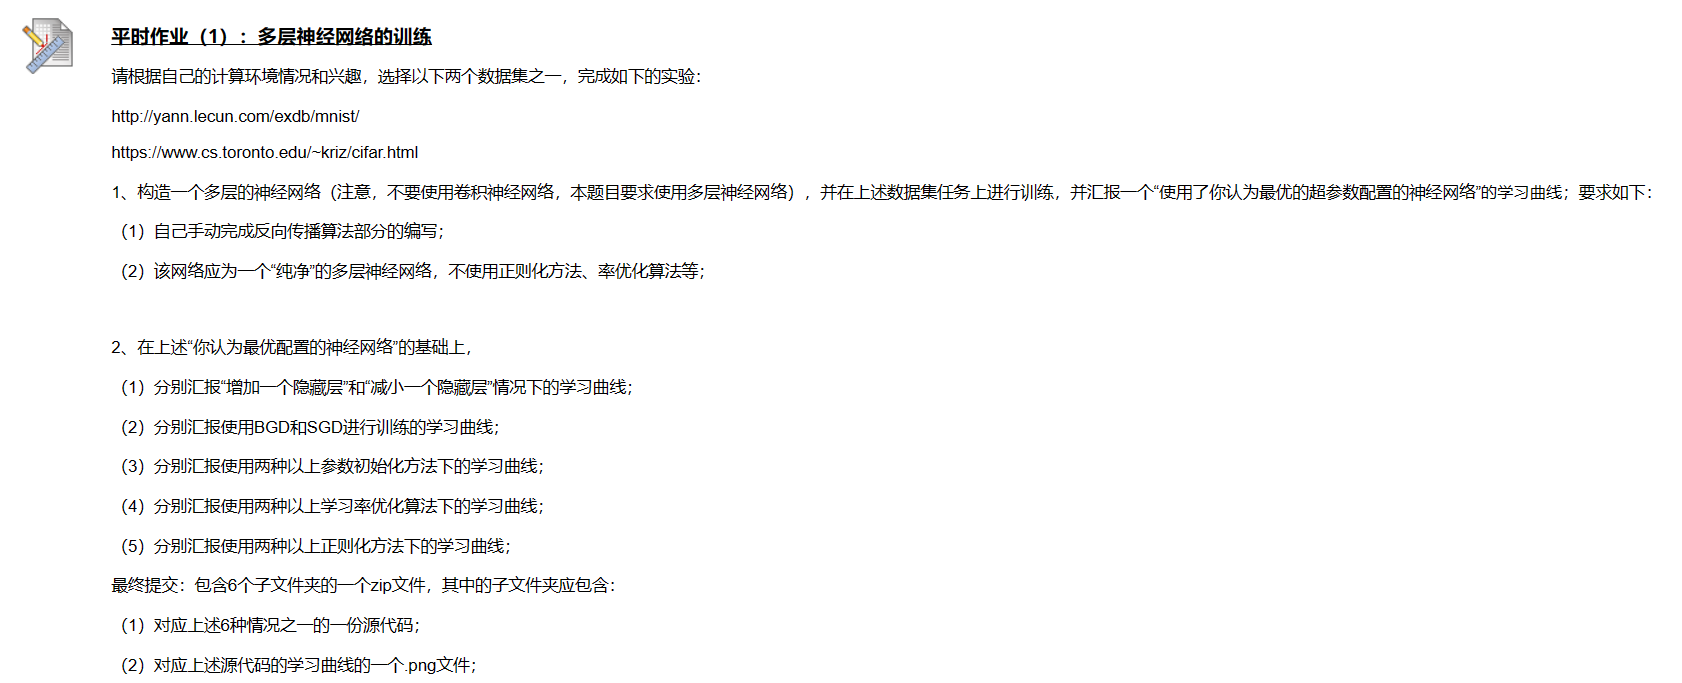 平时作业（1）：多层神经网络的训练
请根据自己的计算环境情况和兴趣，选择以下两个数据集之一，完成如下的实验：
http://yann.lecun.com/exdb/mnist/
https://www.cs.toronto.edu/~kriz/cifar.html
1、构造一个多层的神经网络（注意，不要使用卷积神经网络，本题目要求使用多层神经网络），并在上述数据集任务上进行训练，并汇报一个“使用了你认为最优的超参数配置的神经网络”的学习曲线；要求如下：
（1）自己手动完成反向传播算法部分的编写；
（2）该网络应为一个“纯净”的多层神经网络，不使用正则化方法、率优化算法等；
2、在上述“你认为最优配置的神经网络”的基础上，
（1）分别汇报“增加一个隐藏层”和“减小一个隐藏层”情况下的学习曲线；
（2）分别汇报使用BGD和SGD进行训练的学习曲线；
（3）分别汇报使用两种以上参数初始化方法下的学习曲线；
（4）分别汇报使用两种以上学习率优化算法下的学习曲线；
（5）分别汇报使用两种以上正则化方法下的学习曲线；
最终提交：包含6个子文件夹的一个zip文件，其中的子文件夹应包含：
（1）对应上述6种情况之一的一份源代码；
（2）对应上述源代码的学习曲线的一个.png文件；